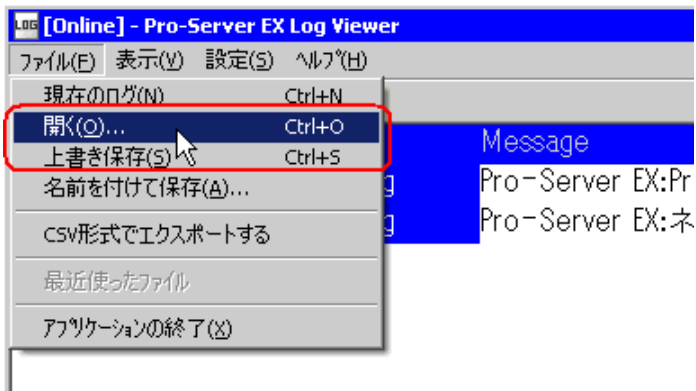 LOG [Online] - Pro-Server EX Log Viewer
ファイル(F) 表示(V) 設定(S) ヘルプ(H)
現在のログ(N) Ctrl+N
開く(O)... Ctrl+O
Message
上書き保存(S) Ctrl+S
名前を付けて保存(A)...
g Pro-Server EX:Pr
CSV形式でエクスポートする
g Pro-Server EX:ネ
最近使ったファイル
アプリケーションの終了(X)